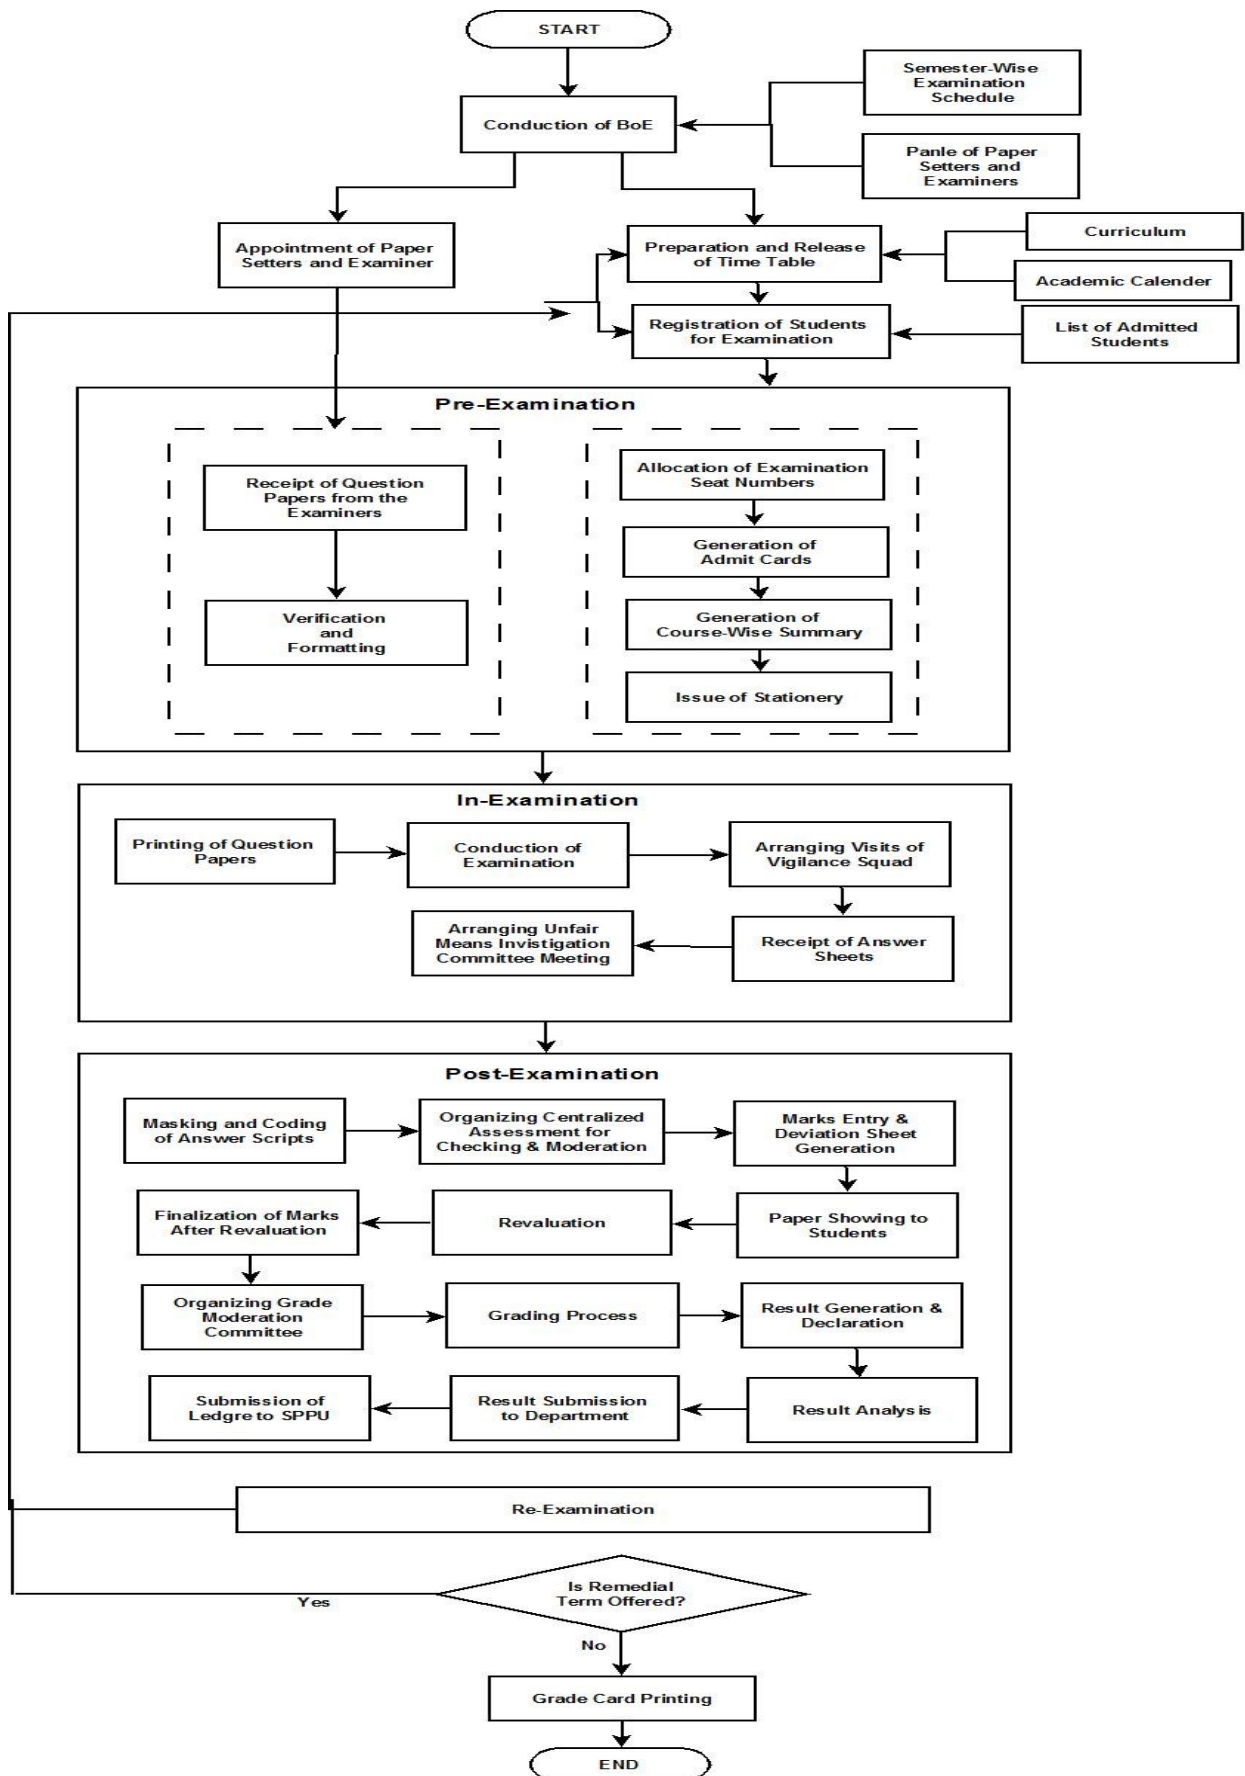 START
Semester-Wise
Examination
Schedule
Conduction of BoE
Panle of Paper
Setters and
Examiners
Appointment of Paper
Setters and Examiner
Preparation and Release
of Time Table
Curriculum
Academic Calender
Registration of Students
for Examination
List of Admitted
Students
Pre-Examination
Receipt of Question
Papers from the
Examiners
Verification
and
Formatting
Allocation of Examination
Seat Numbers
Generation of
Admit Cards
Generation of
Course-Wise Summary
Issue of Stationery
In-Examination
Printing of Question
Papers
Conduction of
Examination
Arranging Visits of
Vigilance Squad
Arranging Unfair
Means Invistigation
Committee Meeting
Receipt of Answer
Sheets
Post-Examination
Masking and Coding
of Answer Scripts
Organizing Centralized
Assessment for
Checking & Moderation
Marks Entry &
Deviation Sheet
Generation
Finalization of Marks
After Revaluation
Revaluation
Paper Showing to
Students
Organizing Grade
Moderation
Committee
Grading Process
Result Generation &
Declaration
Submission of
Ledgre to SPPU
Result Submission
to Department
Result Analysis
Re-Examination
Is Remedial
Term Offered?
Yes
No
Grade Card Printing
END